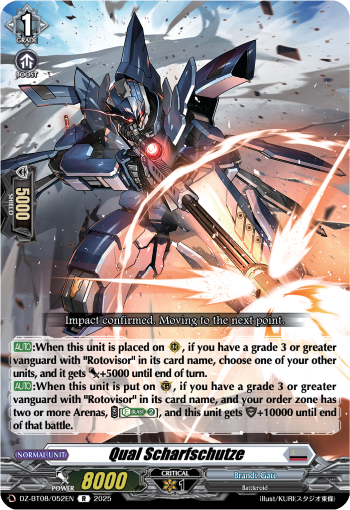 1
GRADE
BOOST
5000
SHIELD
Impact confirmed. Moving to the next point.
AUTO:When this unit is placed on (RC), if you have a grade 3 or greater
vanguard with "Rotovisor" in its card name, choose one of your other
units, and it gets +5000 until end of turn.
AUTO:When this unit is put on (GC), if you have a grade 3 or greater
vanguard with "Rotovisor" in its card name, and your order zone has
two or more Arenas, [C BLAST 2], and this unit gets +10000 until end
of that battle.
NORMAL UNIT
Qual Scharfschutze
POWER 8000
CRITICAL
1
Brandt Gate
Battleroid
DZ-BT08/052EN R 2025
illust/KURI(スタジオ東條)